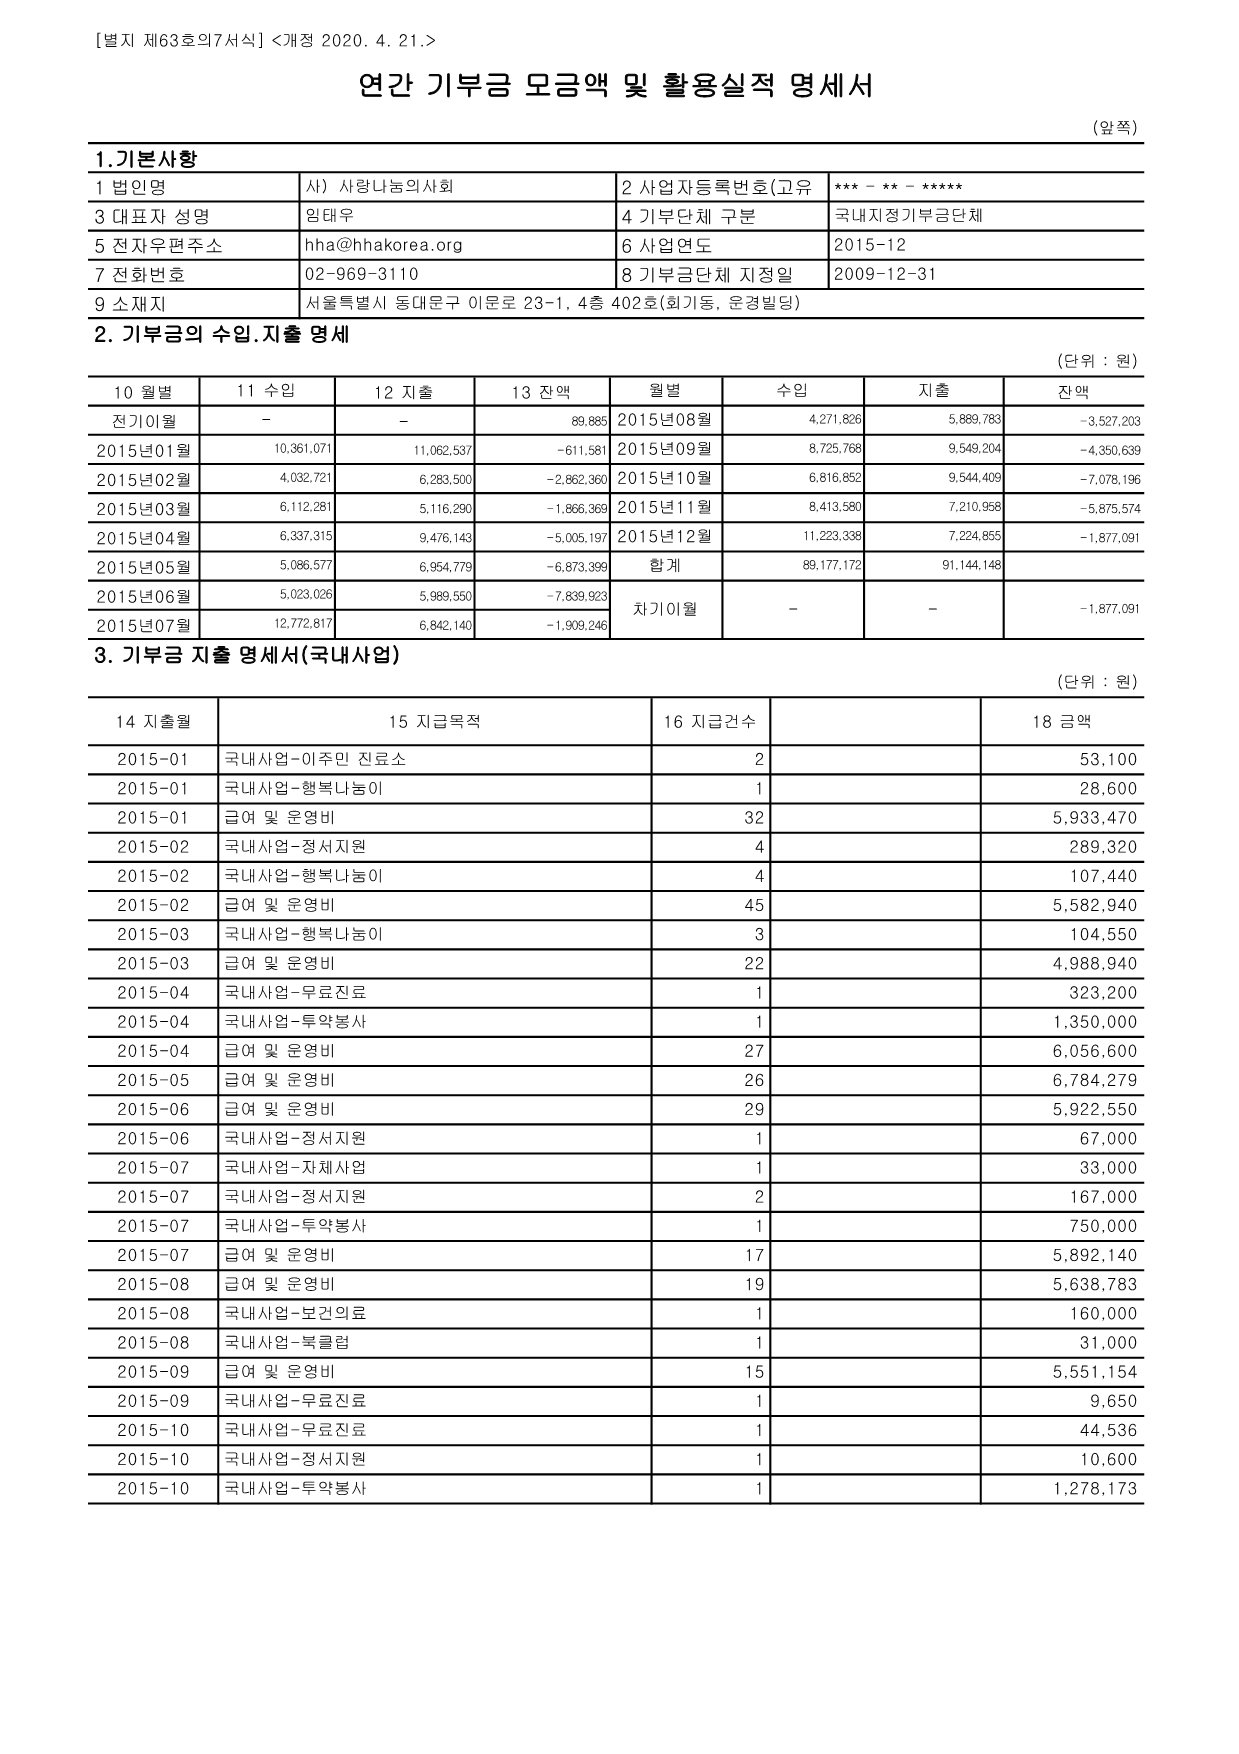 [별지 제63호의7서식] <개정 2020. 4. 21.>
연간 기부금 모금액 및 활용실적 명세서
(앞쪽)
1.기본사항
1 법인명 사) 사랑나눔의사회 2 사업자등록번호(고유 *** - ** - *****
3 대표자 성명 임태우 4 기부단체 구분 국내지정기부금단체
5 전자우편주소 hha@hhakorea.org 6 사업연도 2015-12
7 전화번호 02-969-3110 8 기부금단체 지정일 2009-12-31
9 소재지 서울특별시 동대문구 이문로 23-1, 4층 402호(회기동, 운경빌딩)
2. 기부금의 수입.지출 명세
(단위 : 원)
10 월별 11 수입 12 지출 13 잔액 월별 수입 지출 잔액
전기이월 - - 89,885 2015년08월 4,271,826 5,889,783 -3,527,203
2015년01월 10,361,071 11,062,537 -611,581 2015년09월 8,725,768 9,549,204 -4,350,639
2015년02월 4,032,721 6,283,500 -2,862,360 2015년10월 6,816,852 9,544,409 -7,078,196
2015년03월 6,112,281 5,116,290 -1,866,369 2015년11월 8,413,580 7,210,958 -5,875,574
2015년04월 6,337,315 9,476,143 -5,005,197 2015년12월 11,223,338 7,224,855 -1,877,091
2015년05월 5,086,577 6,954,779 -6,873,399 합계 89,177,172 91,144,148
2015년06월 5,023,026 5,989,550 -7,839,923 차기이월 - - -1,877,091
2015년07월 12,772,817 6,842,140 -1,909,246
3. 기부금 지출 명세서(국내사업)
(단위 : 원)
14 지출월 15 지급목적 16 지급건수 18 금액
2015-01 국내사업-이주민 진료소 2 53,100
2015-01 국내사업-행복나눔이 1 28,600
2015-01 급여 및 운영비 32 5,933,470
2015-02 국내사업-정서지원 4 289,320
2015-02 국내사업-행복나눔이 4 107,440
2015-02 급여 및 운영비 45 5,582,940
2015-03 국내사업-행복나눔이 3 104,550
2015-03 급여 및 운영비 22 4,988,940
2015-04 국내사업-무료진료 1 323,200
2015-04 국내사업-투약봉사 1 1,350,000
2015-04 급여 및 운영비 27 6,056,600
2015-05 급여 및 운영비 26 6,784,279
2015-06 급여 및 운영비 29 5,922,550
2015-06 국내사업-정서지원 1 67,000
2015-07 국내사업-자체사업 1 33,000
2015-07 국내사업-정서지원 2 167,000
2015-07 국내사업-투약봉사 1 750,000
2015-07 급여 및 운영비 17 5,892,140
2015-08 급여 및 운영비 19 5,638,783
2015-08 국내사업-보건의료 1 160,000
2015-08 국내사업-북클럽 1 31,000
2015-09 급여 및 운영비 15 5,551,154
2015-09 국내사업-무료진료 1 9,650
2015-10 국내사업-무료진료 1 44,536
2015-10 국내사업-정서지원 1 10,600
2015-10 국내사업-투약봉사 1 1,278,173